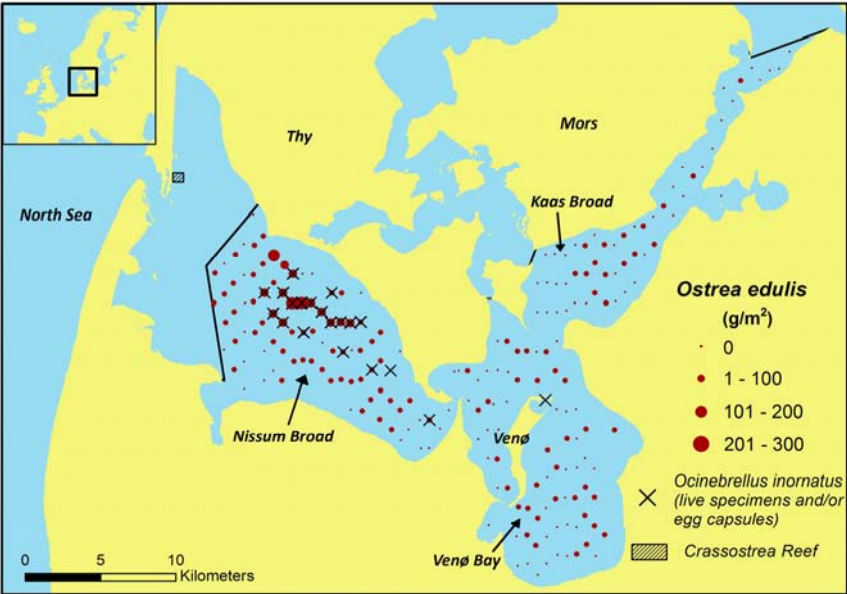 Thy
Mors
North Sea
Kaas Broad
Nissum Broad
Venø
Venø Bay
Ostrea edulis
(g/m²)
0
1 - 100
101 - 200
201 - 300
Ocinebrellus inornatus
(live specimens and/or
egg capsules)
Crassostrea Reef
0 5 10
Kilometers